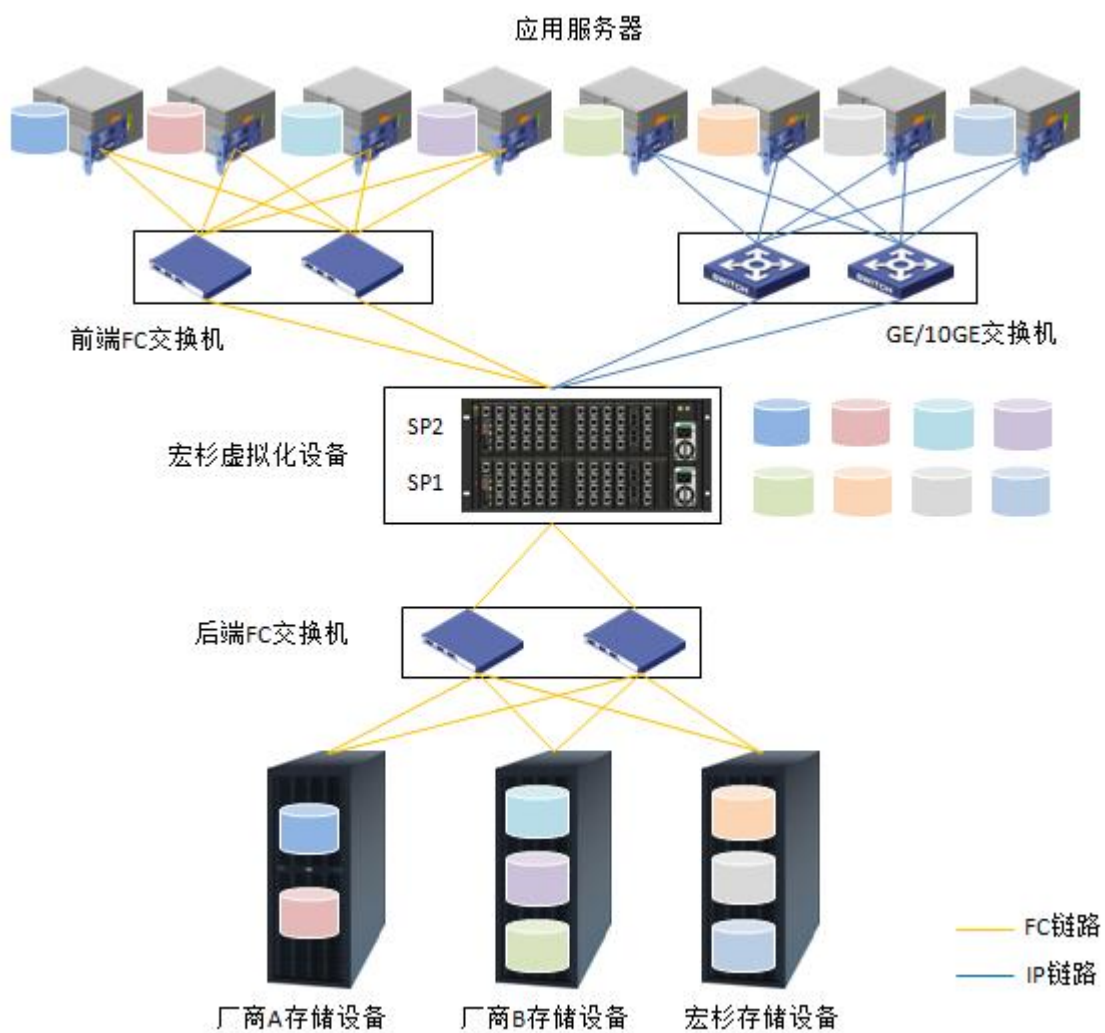 应用服务器
SWITCH
SWITCH
前端FC交换机
GE/10GE交换机
SP2
宏杉虚拟化设备
SP1
后端FC交换机
FC链路
IP链路
厂商A存储设备
厂商B存储设备
宏杉存储设备